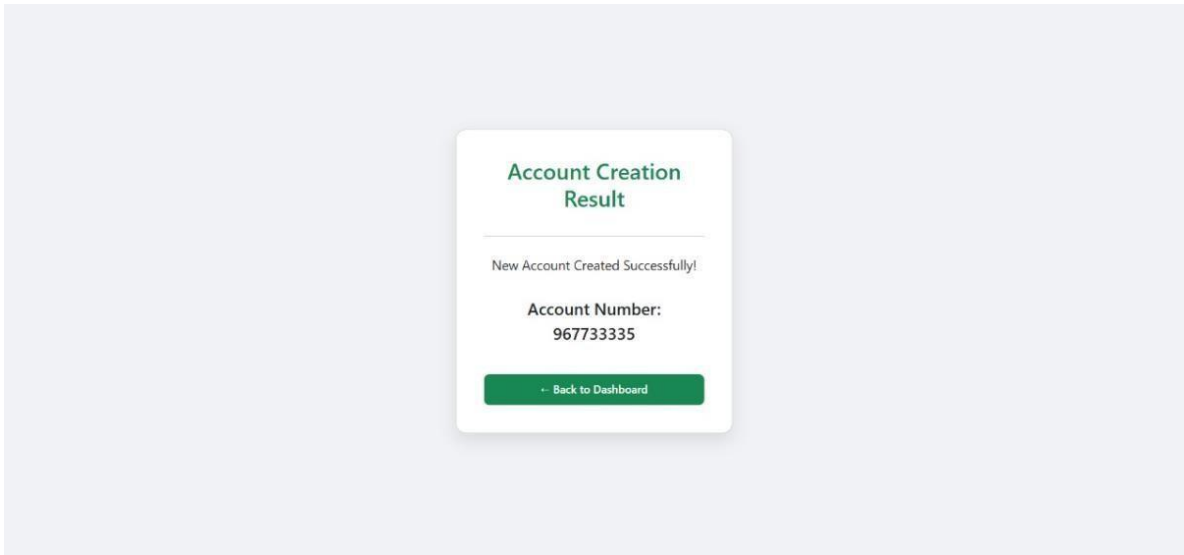 Account Creation
Result
New Account Created Successfully!
Account Number:
967733335
← Back to Dashboard